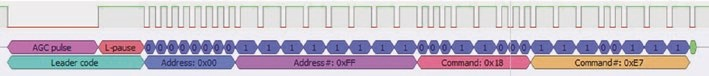 AGC pulse L-pause 0 0 0 0 0 0 0 0 1 1 1 1 1 1 1 1 0 0 0 1 1 0 0 0 1 1 1 0 0 1 1 1
Leader code Address: 0x00 Address#: 0xFF Command: 0x18 Command#: 0xE7